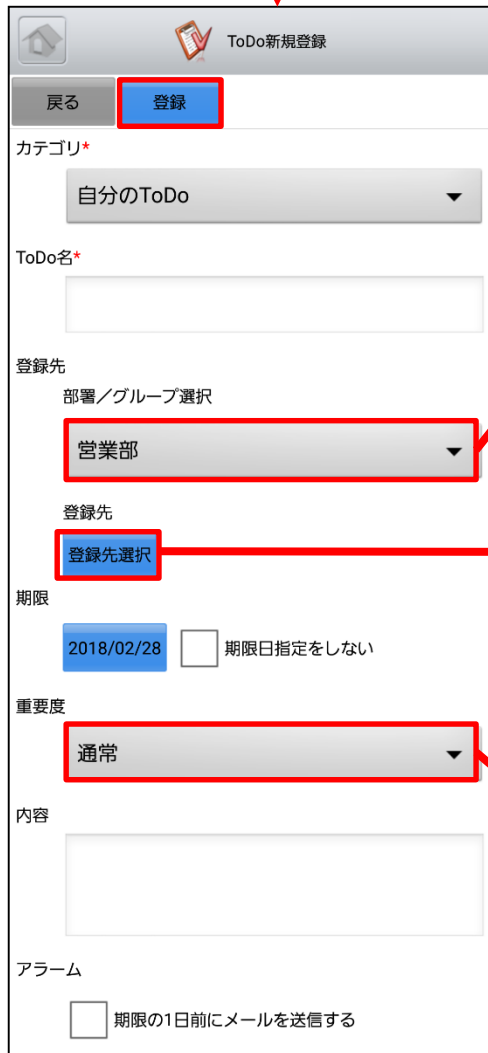 ToDo新規登録
戻る 登録
カテゴリ*
自分のToDo
ToDo名*
登録先
部署／グループ選択
営業部
登録先
登録先選択
期限
2018/02/28 期限日指定をしない
重要度
通常
内容
アラーム
期限の1日前にメールを送信する